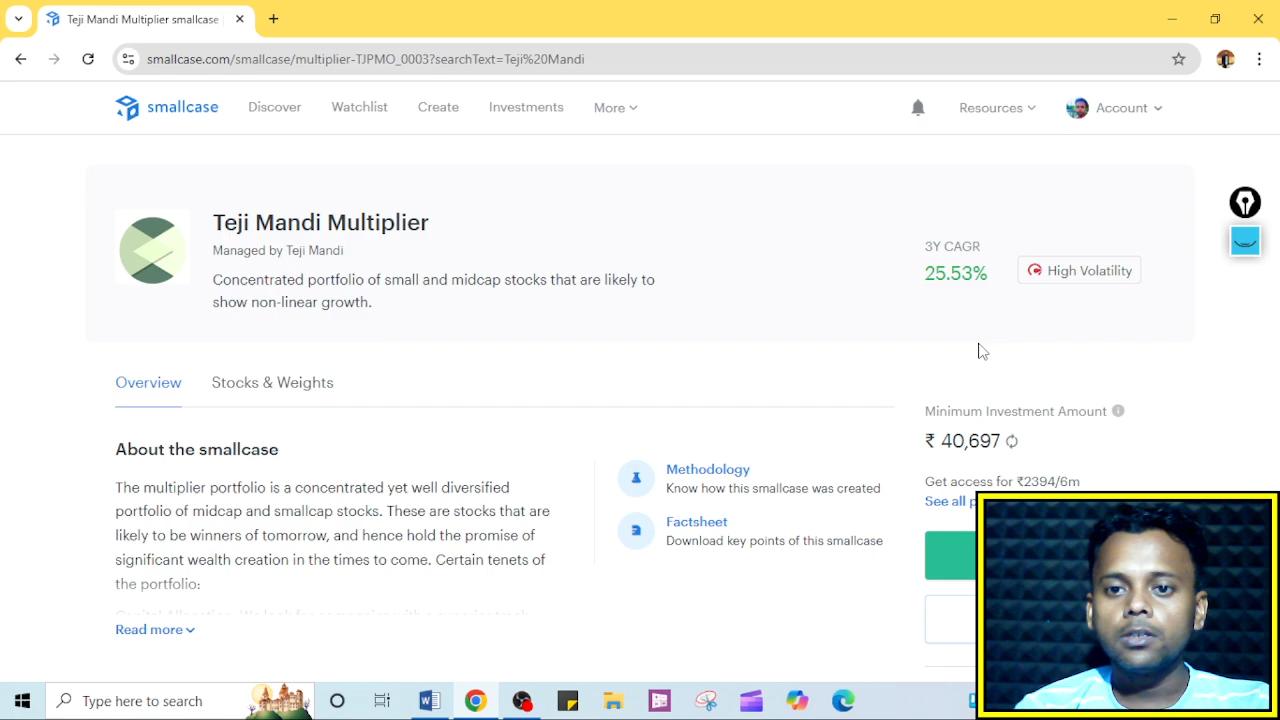 Teji Mandi Multiplier smallcase
smallcase.com/smallcase/multiplier-TJPMO_0003?searchText=Teji%20Mandi
smallcase
Discover
Watchlist
Create
Investments
More
Resources
Account
Teji Mandi Multiplier
Managed by Teji Mandi
Concentrated portfolio of small and midcap stocks that are likely to
show non-linear growth.
3Y CAGR
25.53%
High Volatility
Overview
Stocks & Weights
About the smallcase
The multiplier portfolio is a concentrated yet well diversified
portfolio of midcap and smallcap stocks. These are stocks that are
likely to be winners of tomorrow, and hence hold the promise of
significant wealth creation in the times to come. Certain tenets of
the portfolio:
Read more
Methodology
Know how this smallcase was created
Factsheet
Download key points of this smallcase
Minimum Investment Amount
₹ 40,697
Get access for ₹2394/6m
See all
Type here to search